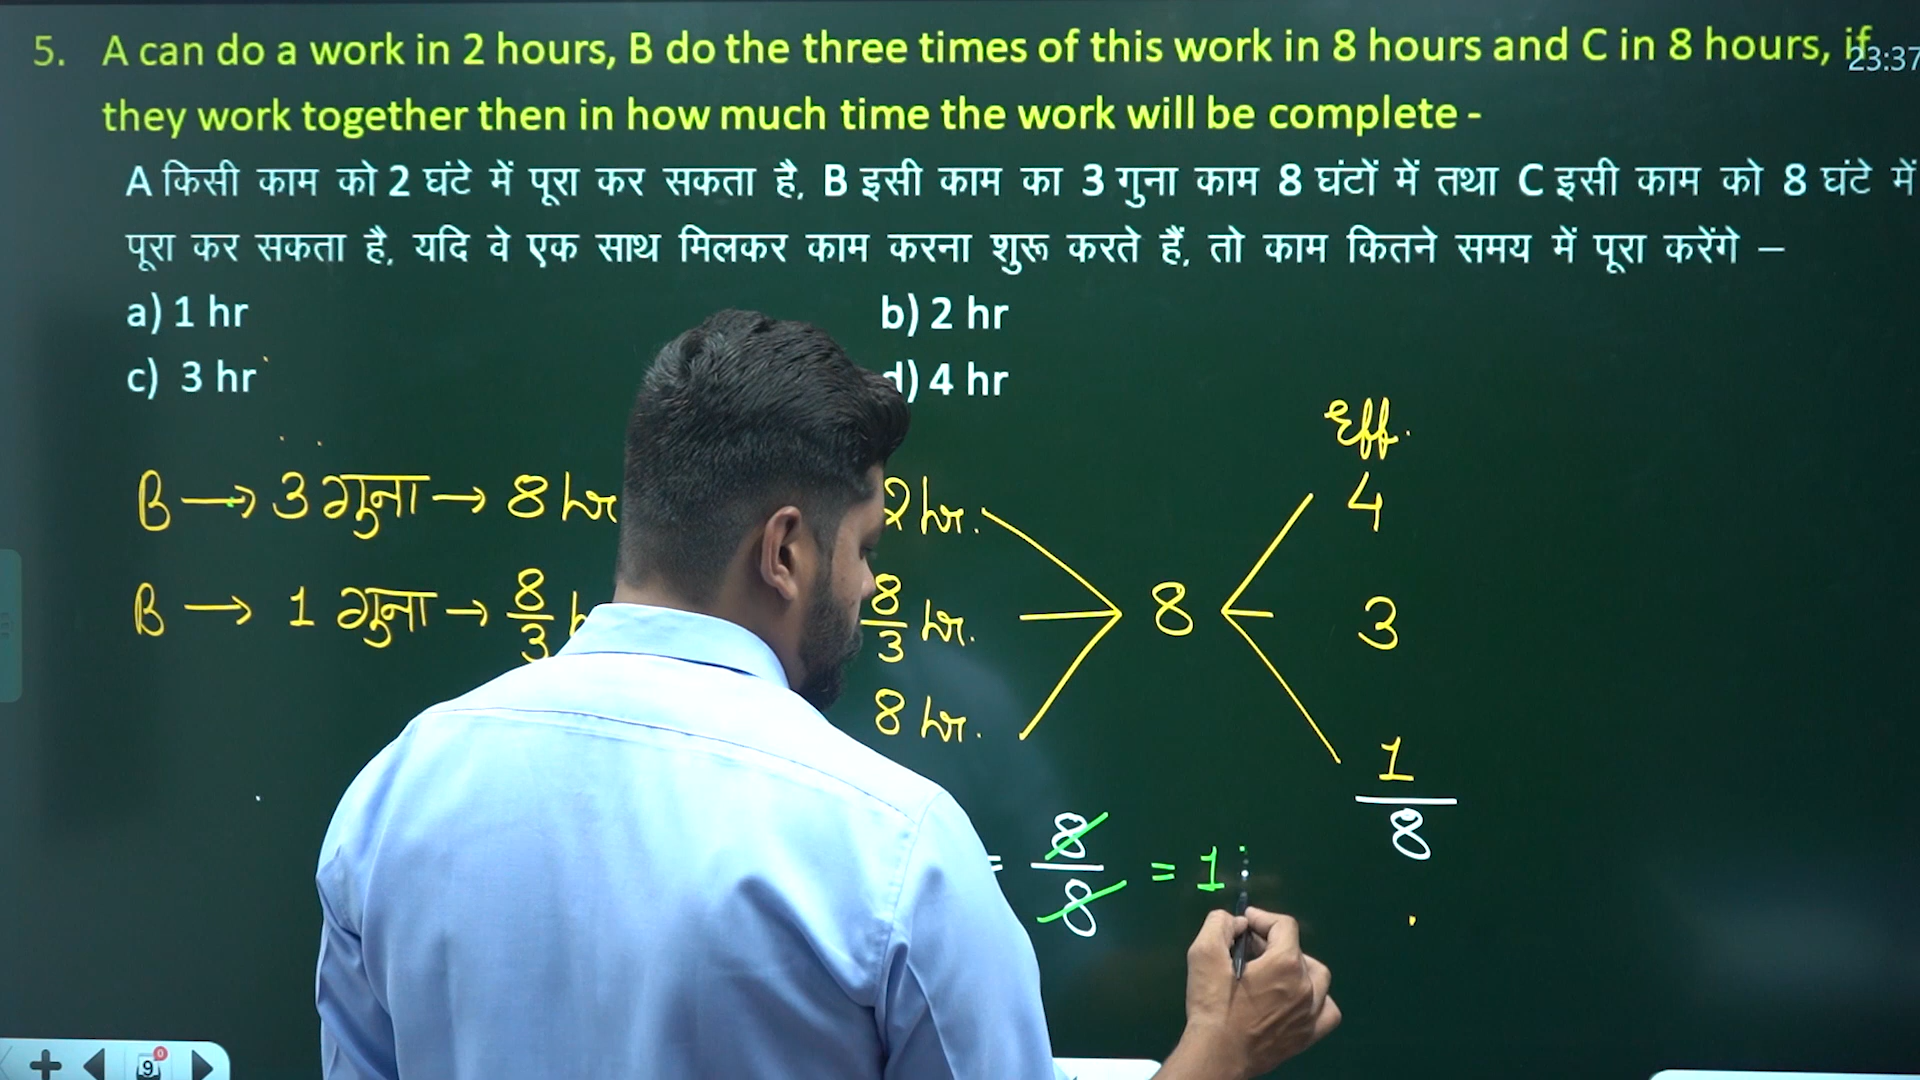 5. A can do a work in 2 hours, B do the three times of this work in 8 hours and C in 8 hours, if
23:37
they work together then in how much time the work will be complete -
A किसी काम को 2 घंटे में पूरा कर सकता है, B इसी काम का 3 गुना काम 8 घंटों में तथा C इसी काम को 8 घंटे में
पूरा कर सकता है, यदि वे एक साथ मिलकर काम करना शुरू करते हैं, तो काम कितने समय में पूरा करेंगे –
a) 1 hr b) 2 hr
c) 3 hr d) 4 hr
Eff.
B → 3 गुना → 8 hr 2 hr. 4
B → 1 गुना → 8/3 8/3 hr. 8 3
8 hr. 1
= 8/8 = 1 8
9